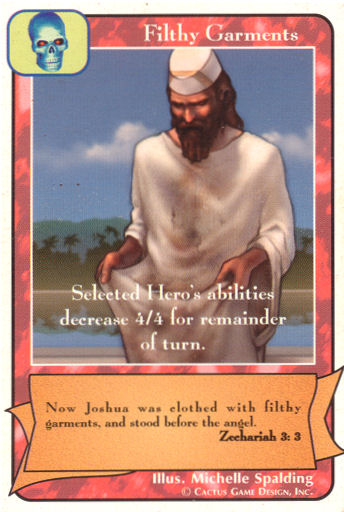 Filthy Garments
Selected Hero's abilities
decrease 4/4 for remainder
of turn.
Now Joshua was clothed with filthy
garments, and stood before the angel.
Zechariah 3: 3
Illus. Michelle Spalding
© CACTUS GAME DESIGN, INC.